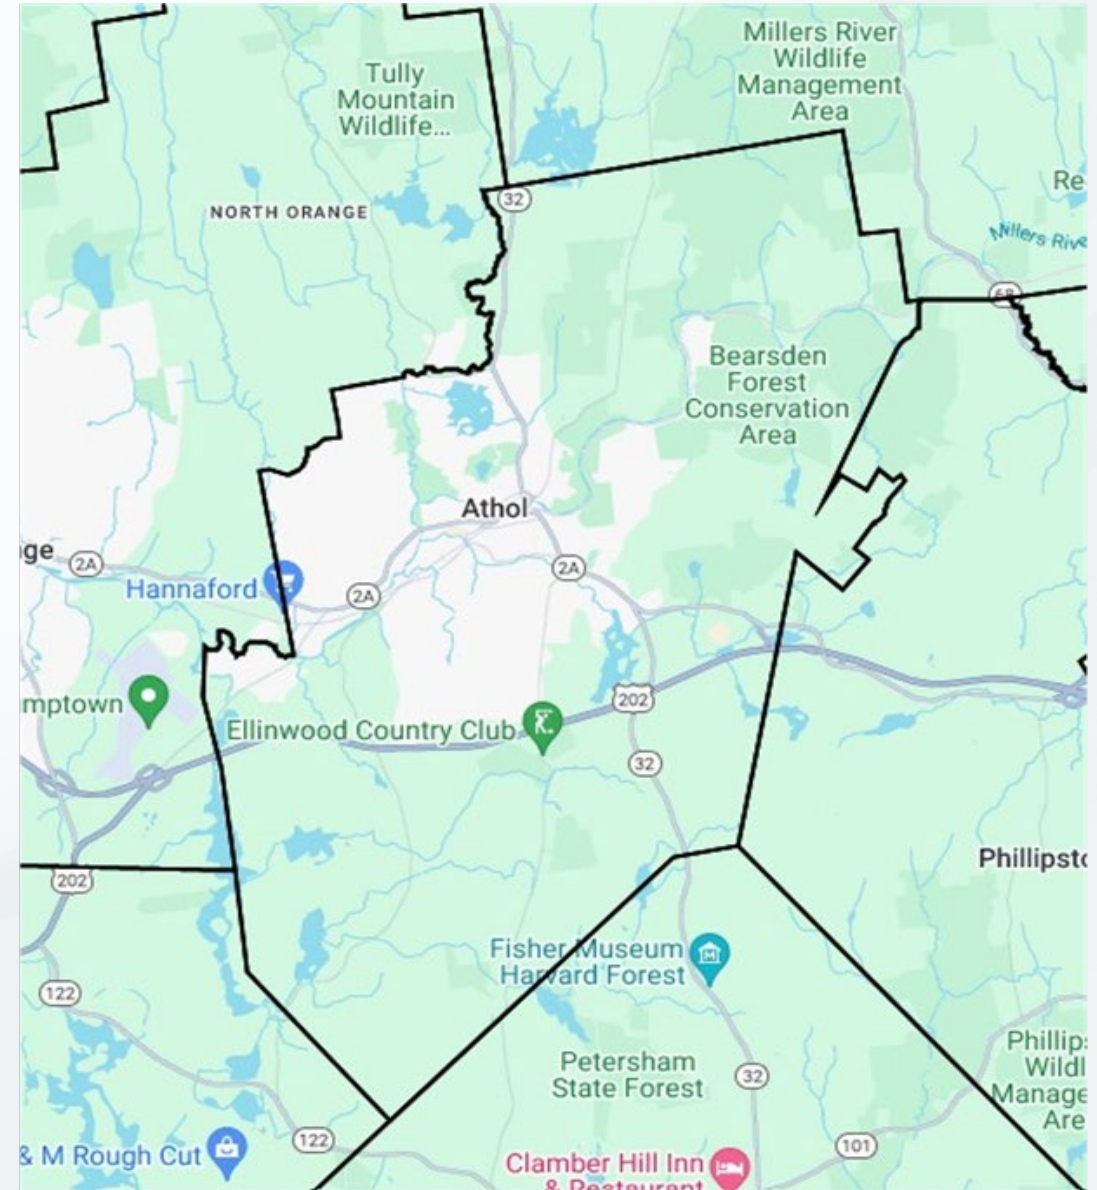 Millers River
Wildlife
Management
Area
Tully
Mountain
Wildlife...
Re
32
NORTH ORANGE
Millers Rive
68
Bearsden
Forest
Conservation
Area
Athol
ge
2A
2A
Hannaford
2A
mptown
202
Ellinwood Country Club
32
Phillipsto
202
Fisher Museum
Harvard Forest
122
Petersham
State Forest
32
Phillips
Wildl
Manage
Are
122
101
& M Rough Cut
Clamber Hill Inn
& Restaurant